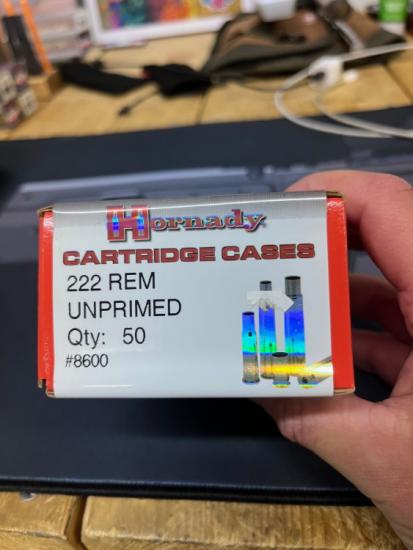 Hornady
CARTRIDGE CASES
222 REM
UNPRIMED
Qty: 50
#8600